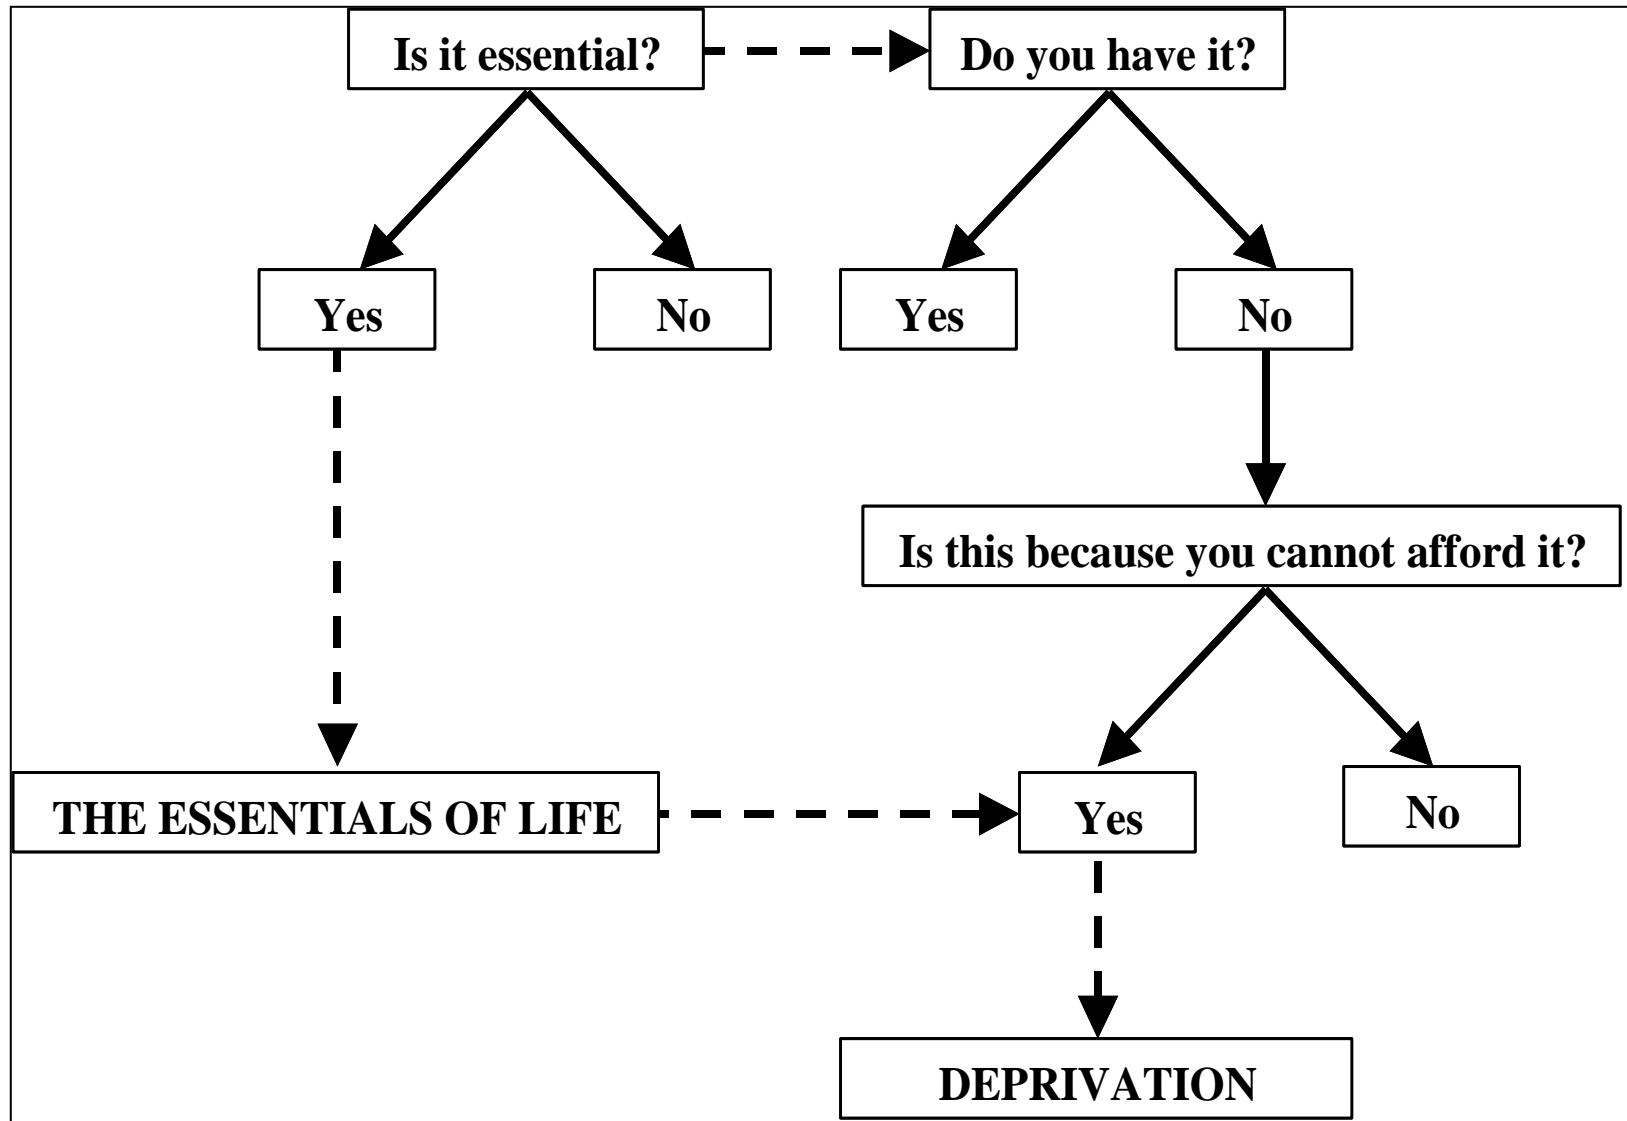 Is it essential?
Do you have it?
Yes
No
Yes
No
Is this because you cannot afford it?
THE ESSENTIALS OF LIFE
Yes
No
DEPRIVATION